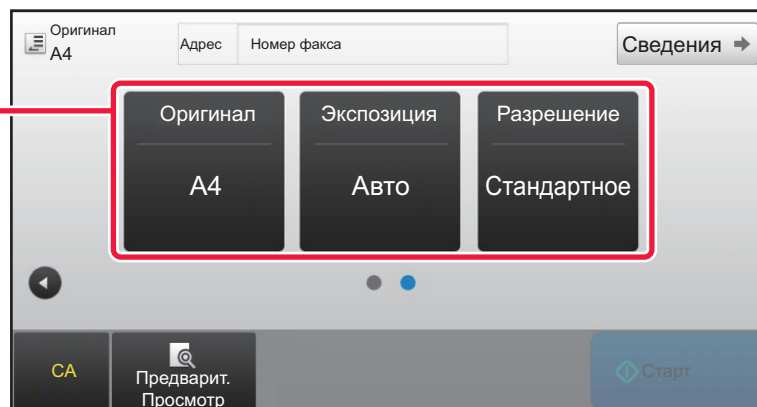 Оригинал
A4
Адрес Номер факса
Сведения
Оригинал
A4
Экспозиция
Авто
Разрешение
Стандартное
CA
Предварит.
Просмотр
Старт